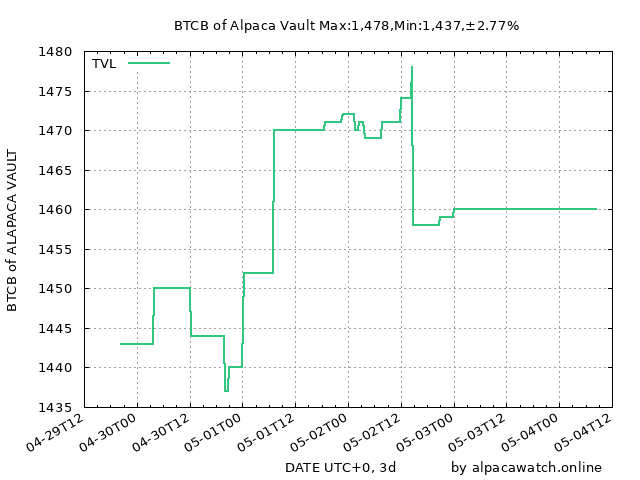 BTCB of Alpaca Vault Max:1,478,Min:1,437,±2.77%
TVL
BTCB of ALAPACA VAULT
1480
1475
1470
1465
1460
1455
1450
1445
1440
1435
04-29T12
04-30T00
04-30T12
05-01T00
05-01T12
05-02T00
05-02T12
05-03T00
05-03T12
05-04T00
05-04T12
DATE UTC+0, 3d
by alpacawatch.online